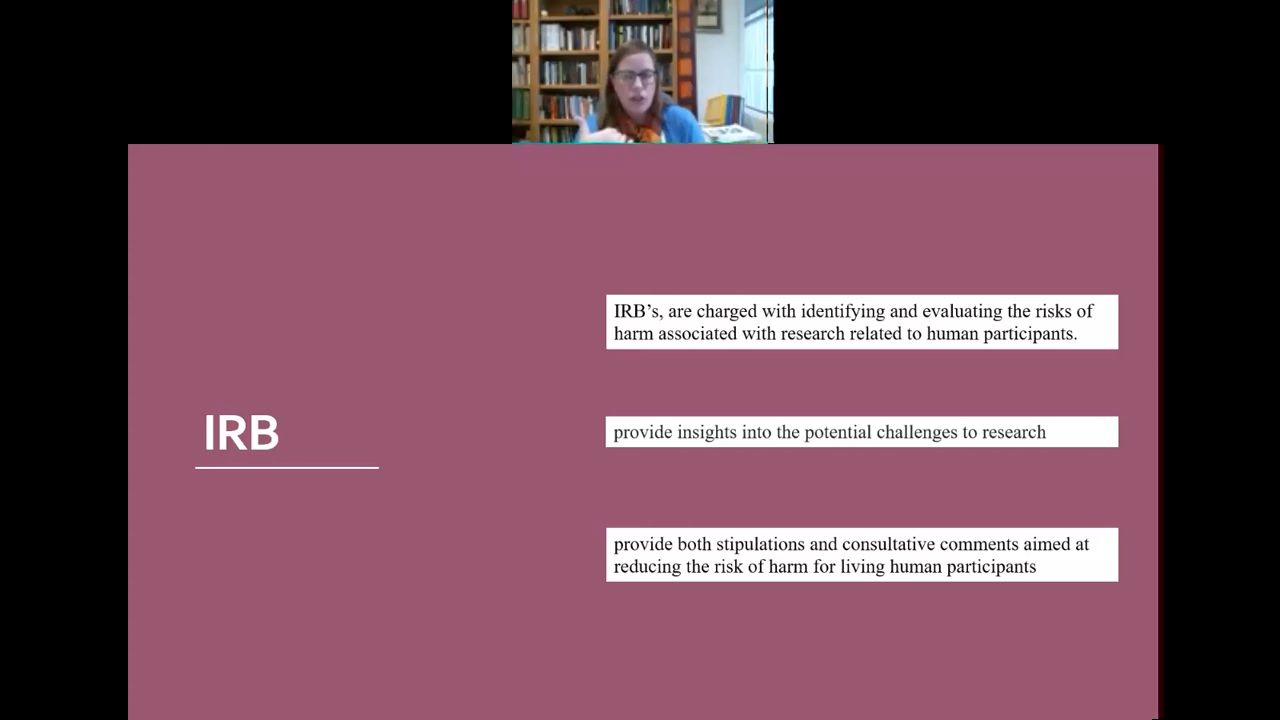 IRB
IRB's, are charged with identifying and evaluating the risks of
harm associated with research related to human participants.
provide insights into the potential challenges to research
provide both stipulations and consultative comments aimed at
reducing the risk of harm for living human participants